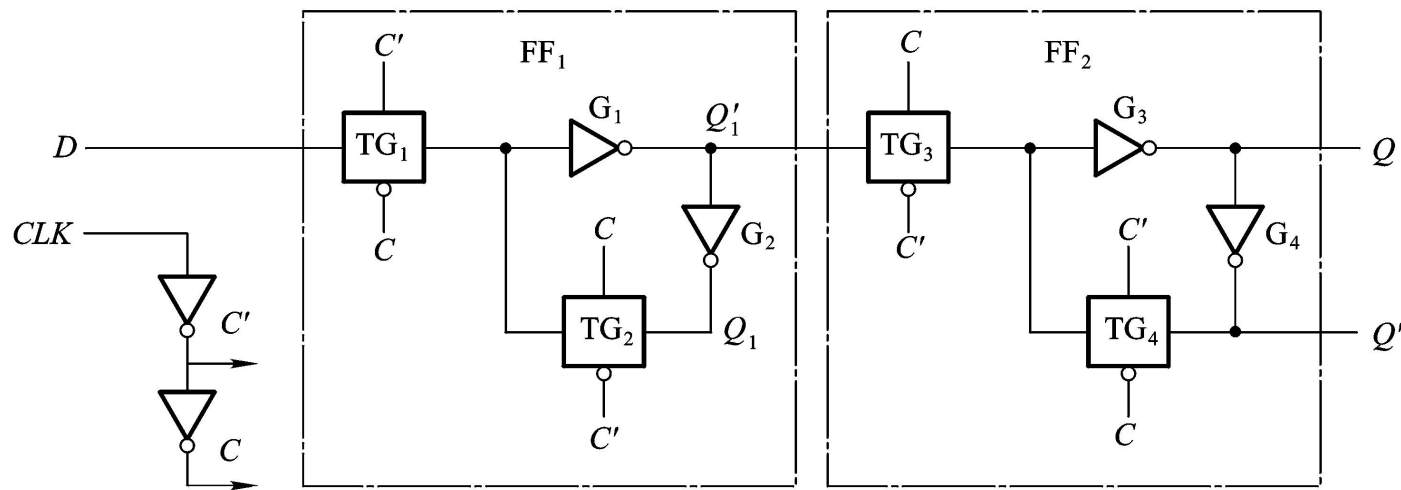 C′ FF₁ C FF₂
G₁ Q′₁ G₃
D TG₁ TG₃ Q
CLK C C G₂ C′ C′ G₄
C′ TG₂ Q₁ TG₄ Q′
C C′ C